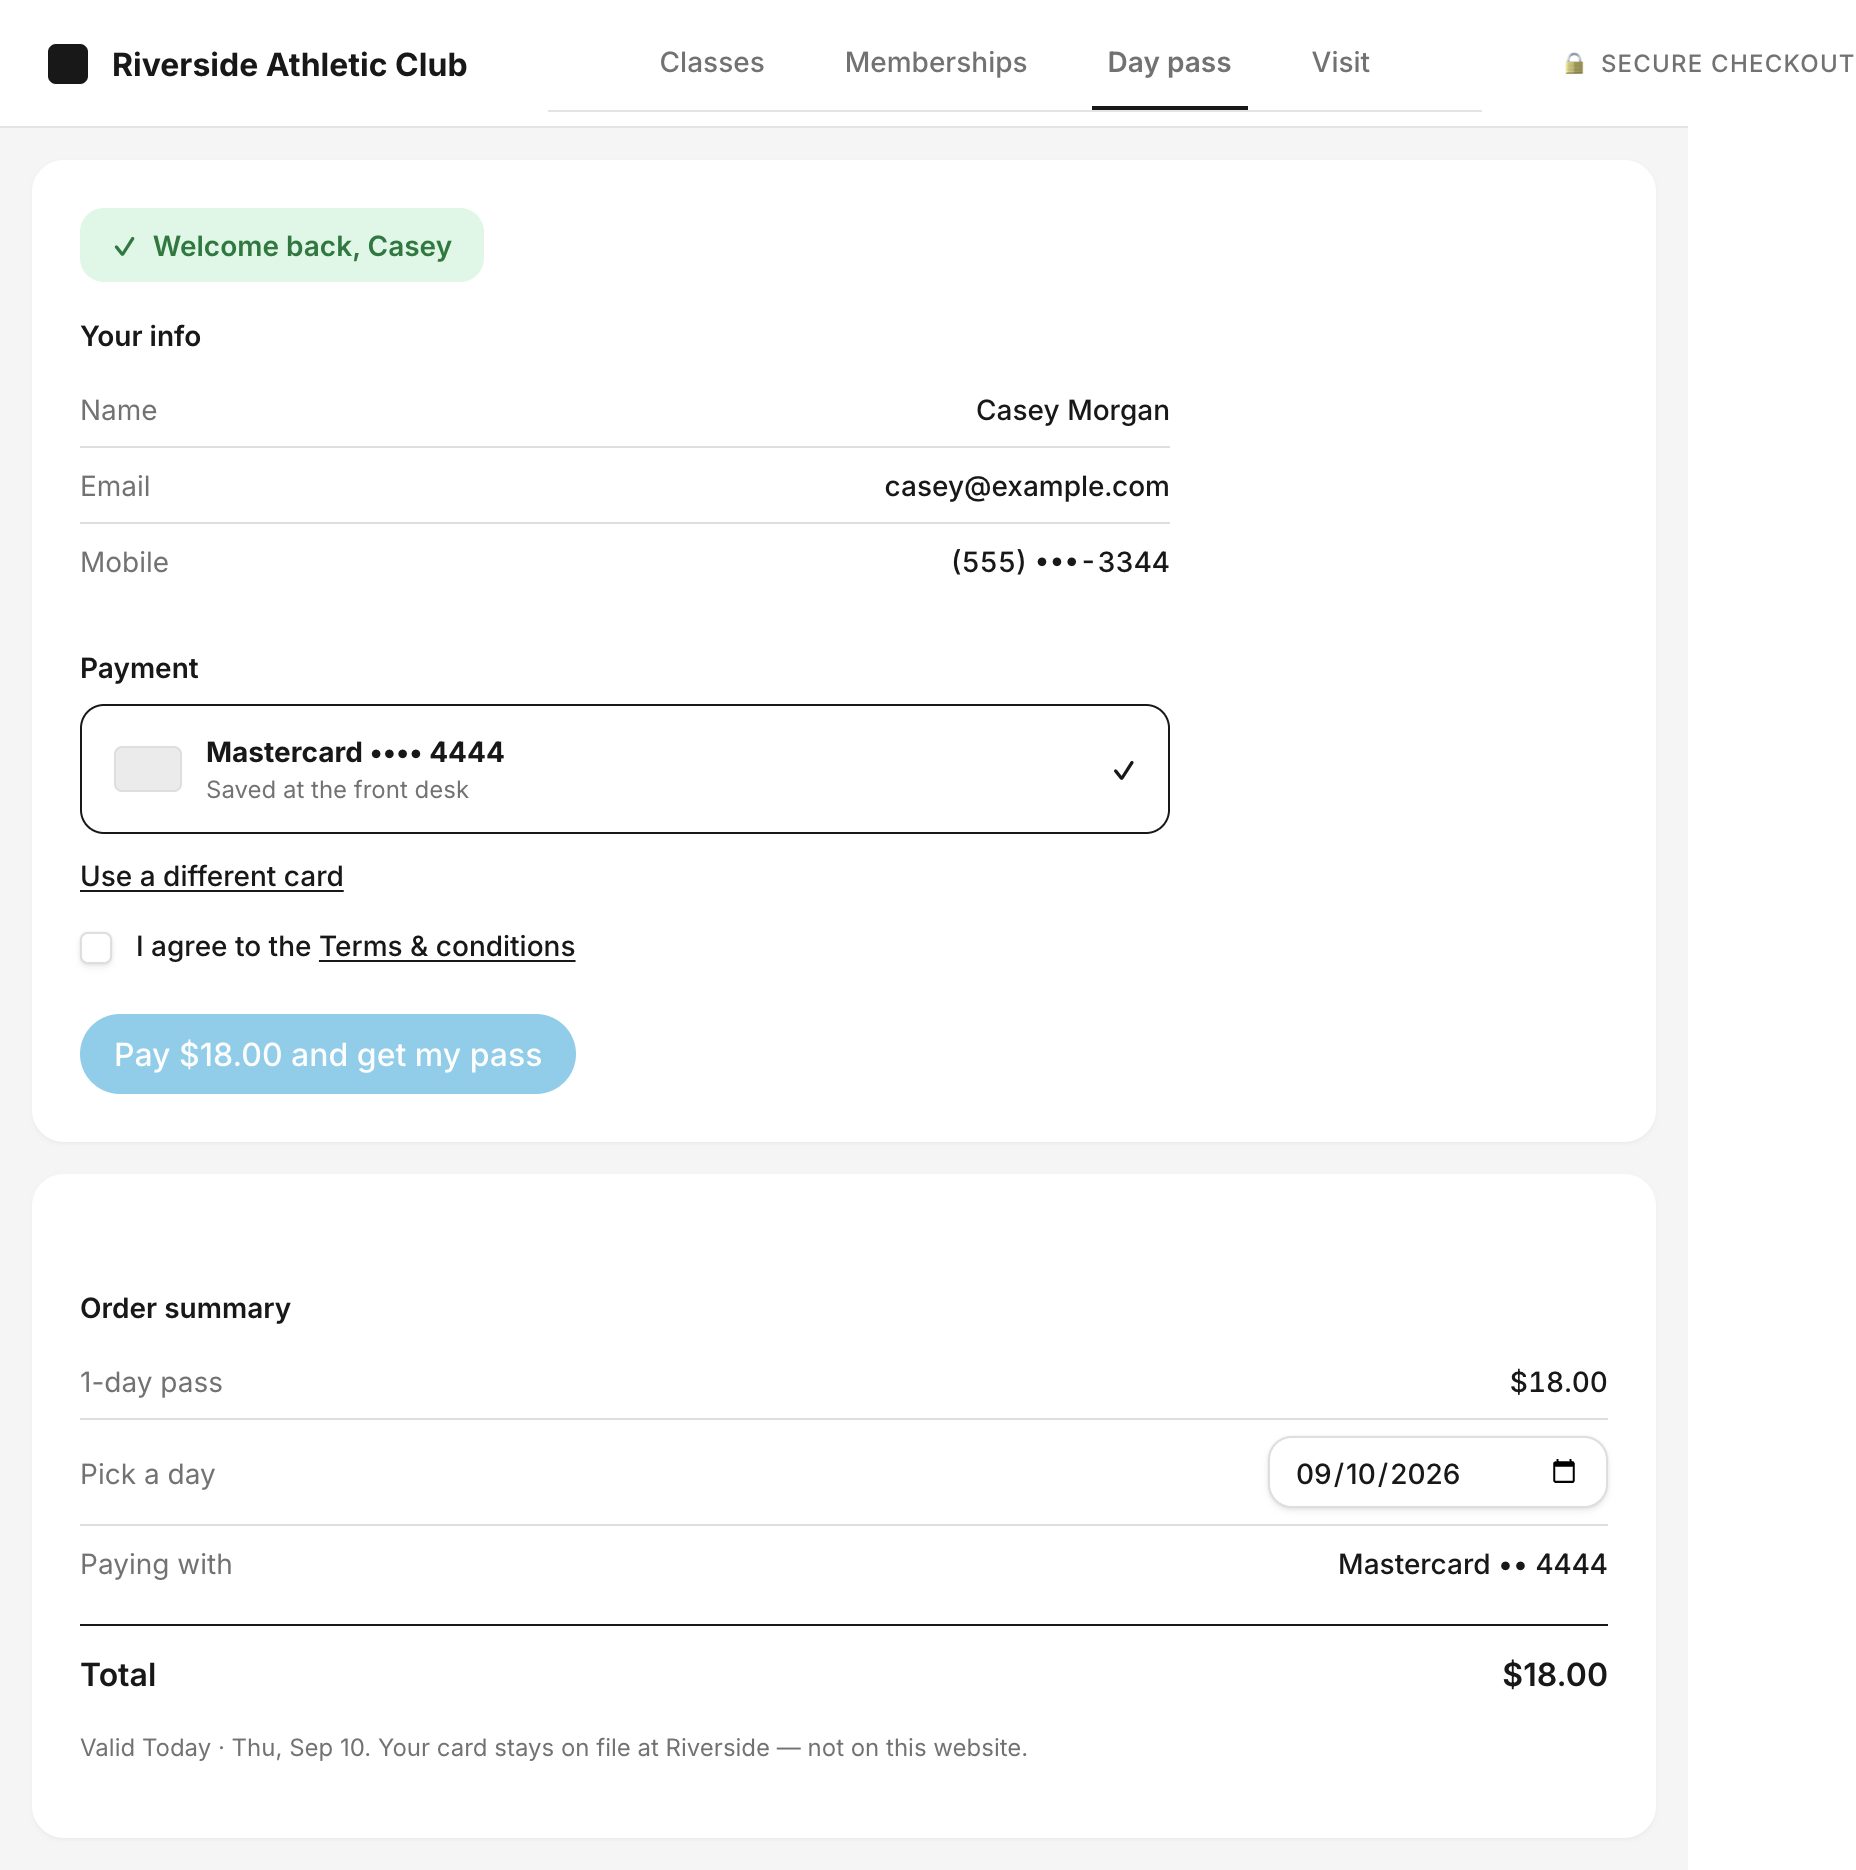 Riverside Athletic Club
Classes
Memberships
Day pass
Visit
🔒 SECURE CHECKOUT
✓ Welcome back, Casey
Your info
Name
Casey Morgan
Email
casey@example.com
Mobile
(555) •••-3344
Payment
Mastercard •••• 4444
Saved at the front desk
Use a different card
I agree to the Terms & conditions
Pay $18.00 and get my pass
Order summary
1-day pass
$18.00
Pick a day
09/10/2026
Paying with
Mastercard •• 4444
Total
$18.00
Valid Today · Thu, Sep 10. Your card stays on file at Riverside — not on this website.